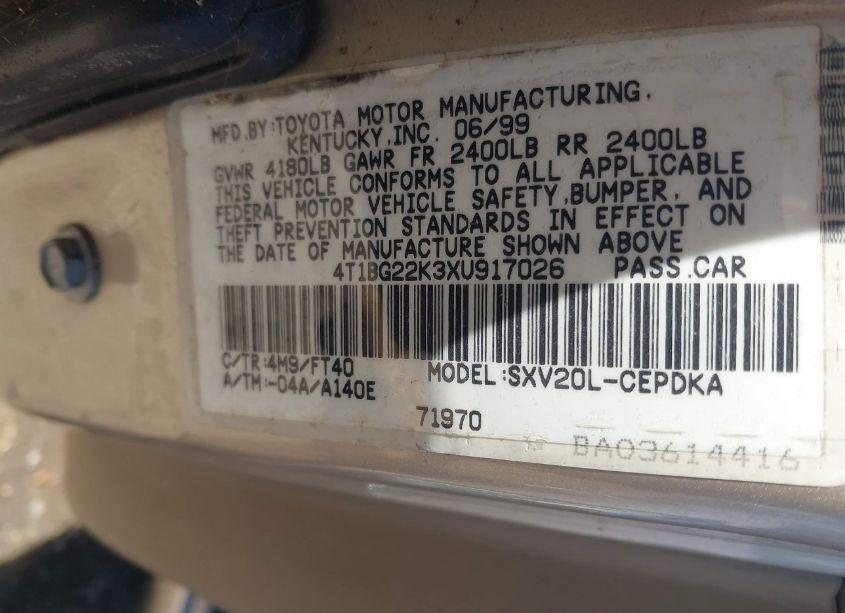 MFD.BY:TOYOTA MOTOR MANUFACTURING,
KENTUCKY,INC. 06/99
GVWR 4180LB GAWR FR 2400LB RR 2400LB
THIS VEHICLE CONFORMS TO ALL APPLICABLE
FEDERAL MOTOR VEHICLE SAFETY,BUMPER, AND
THEFT PREVENTION STANDARDS IN EFFECT ON
THE DATE OF MANUFACTURE SHOWN ABOVE
4T1BG22K3XU917026 PASS.CAR
C/TR:4M9/FT40
A/TM:-04A/A140E
MODEL:SXV20L-CEPDKA
71970
BA03614416